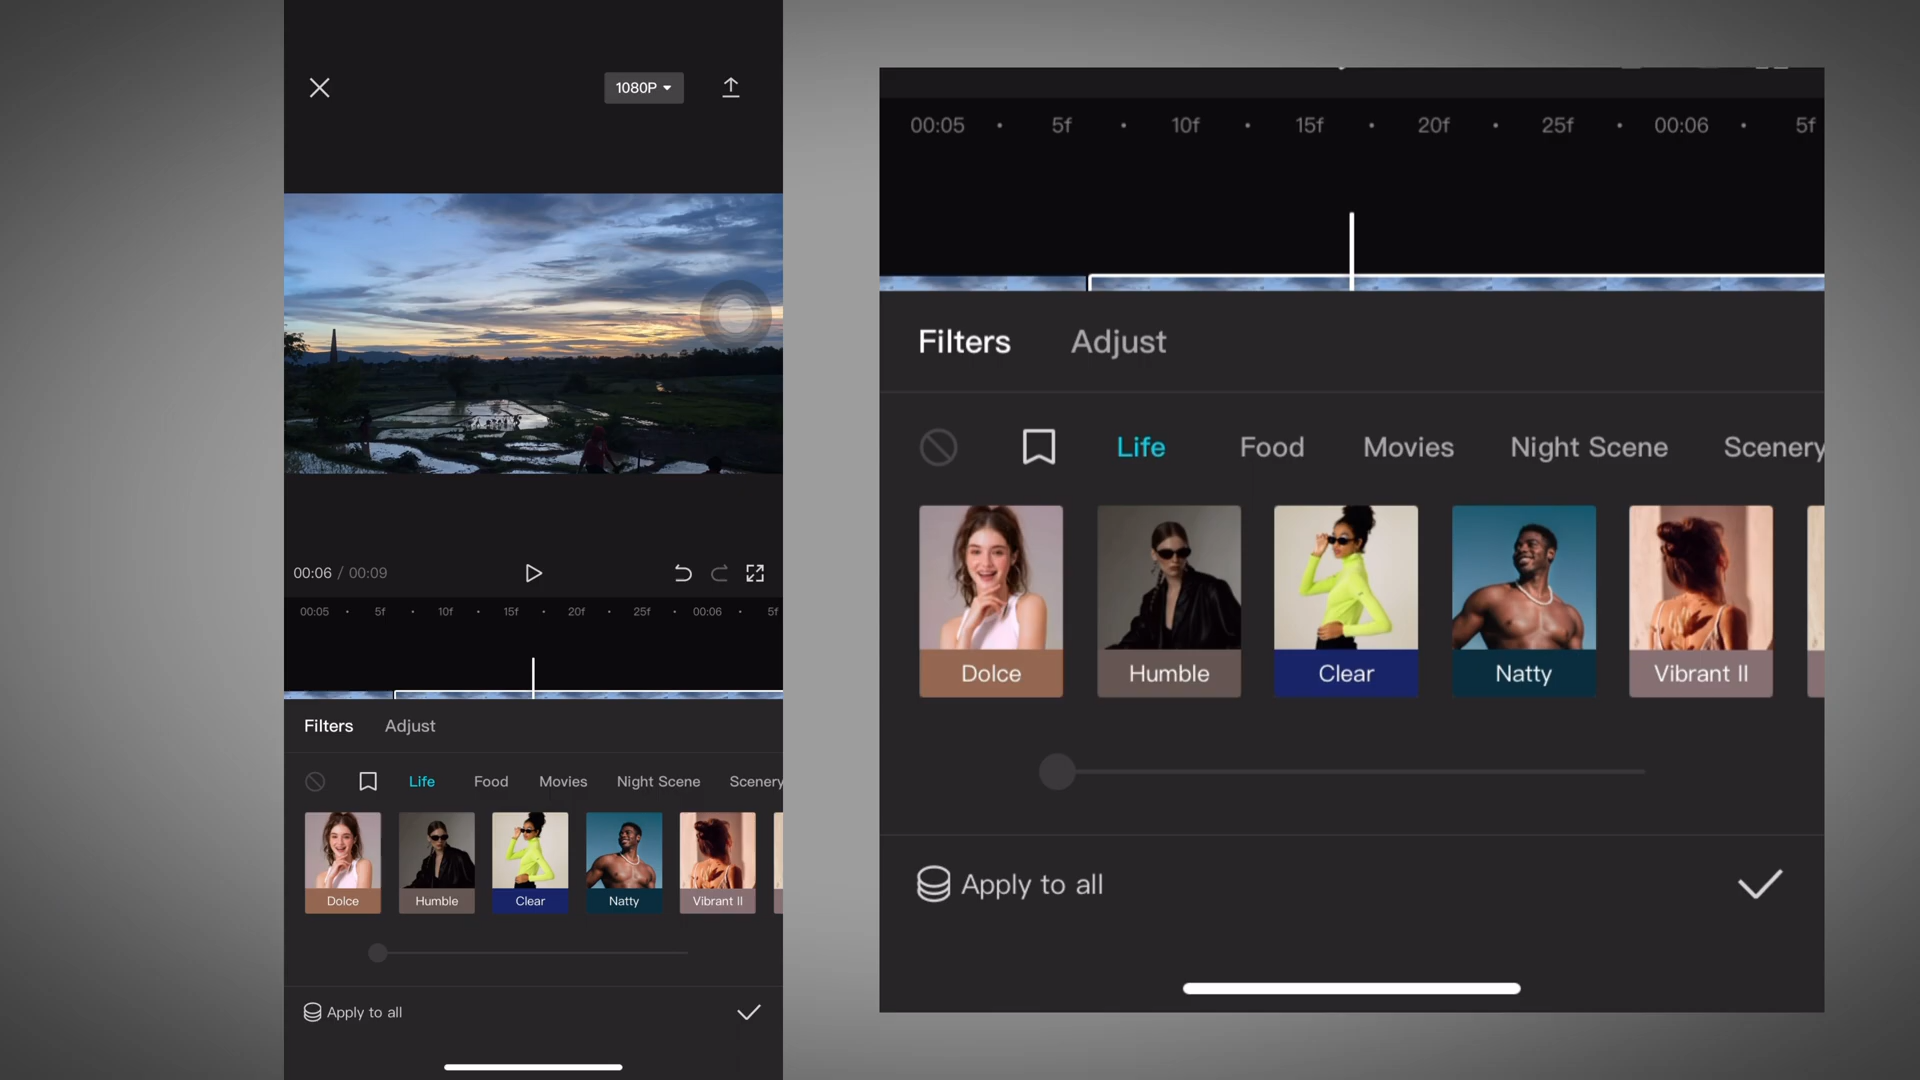 1080P
00:06 / 00:09
00:05 · 5f · 10f · 15f · 20f · 25f · 00:06 · 5f
Filters Adjust
Life Food Movies Night Scene Scenery
Dolce Humble Clear Natty Vibrant II
Apply to all
00:05 · 5f · 10f · 15f · 20f · 25f · 00:06 · 5f
Filters Adjust
Life Food Movies Night Scene Scenery
Dolce Humble Clear Natty Vibrant II
Apply to all